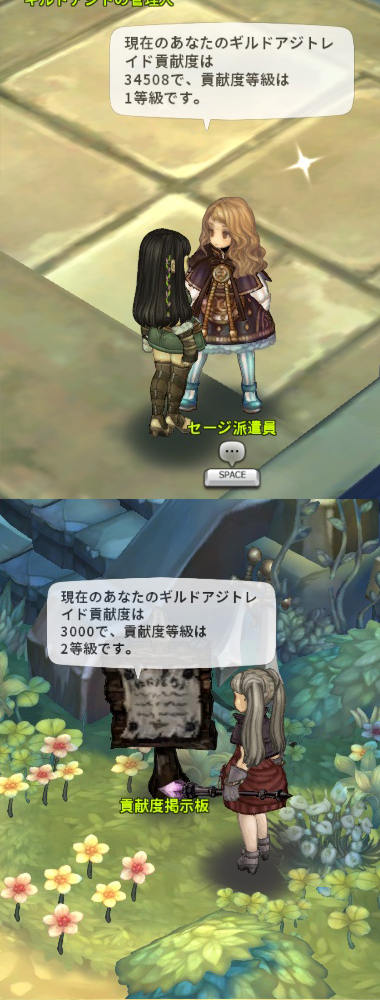 ギルドアジトの管理人
現在のあなたのギルドアジトレ
イド貢献度は
34508で、貢献度等級は
1等級です。
セージ派遣員
SPACE
現在のあなたのギルドアジトレ
イド貢献度は
3000で、貢献度等級は
2等級です。
貢献度掲示板